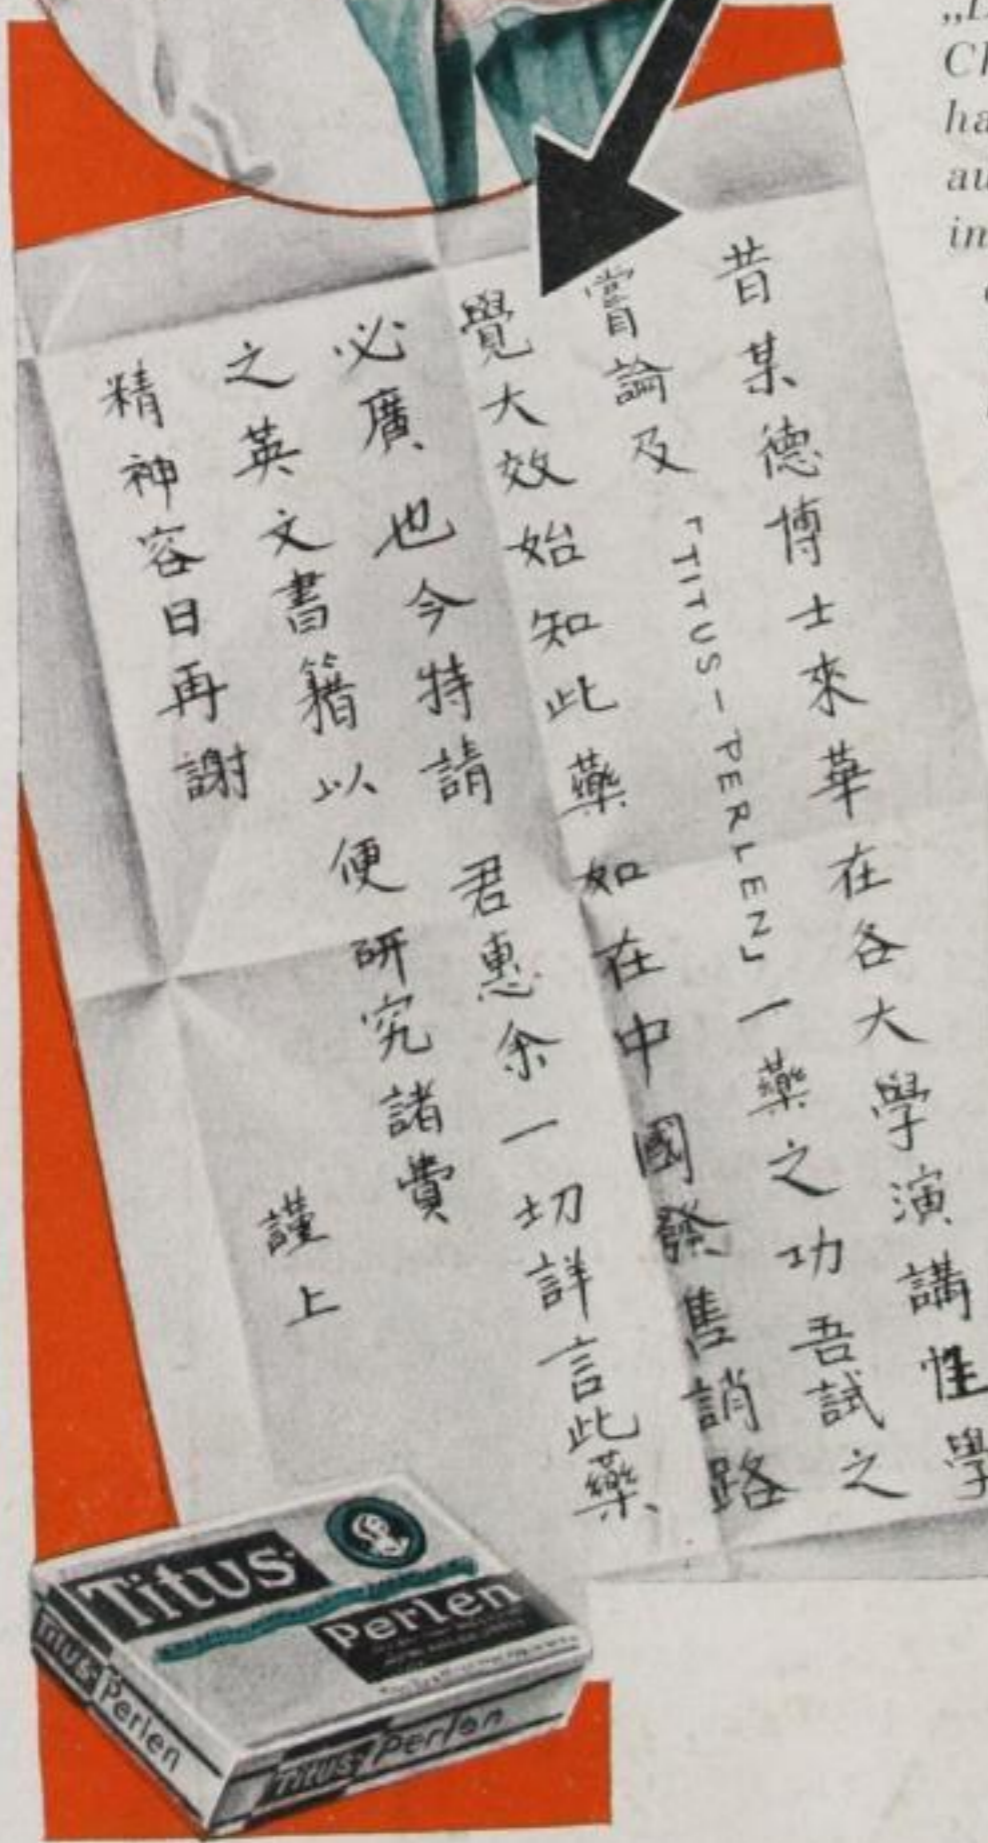 昔某德博士來華在各大學演講性學
嘗論及「TITUS-PERLEN」一藥之功吾試之
覺大效始知此藥如在中國發售誚路
必廣也今特請 君惠余一切詳言此藥
之英文書籍以便研究諸費
精神容日再謝
謹上
Titus
Perlen
Titus Perlen
Titus Perlen